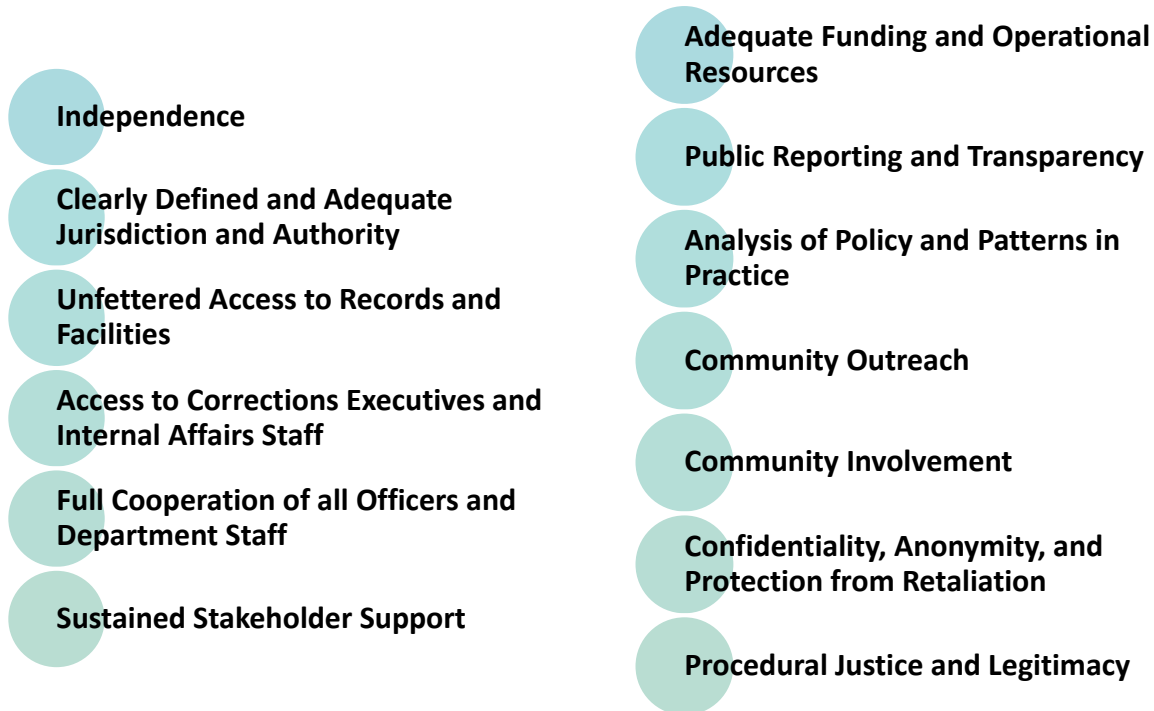 Independence
Clearly Defined and Adequate
Jurisdiction and Authority
Unfettered Access to Records and
Facilities
Access to Corrections Executives and
Internal Affairs Staff
Full Cooperation of all Officers and
Department Staff
Sustained Stakeholder Support
Adequate Funding and Operational
Resources
Public Reporting and Transparency
Analysis of Policy and Patterns in
Practice
Community Outreach
Community Involvement
Confidentiality, Anonymity, and
Protection from Retaliation
Procedural Justice and Legitimacy